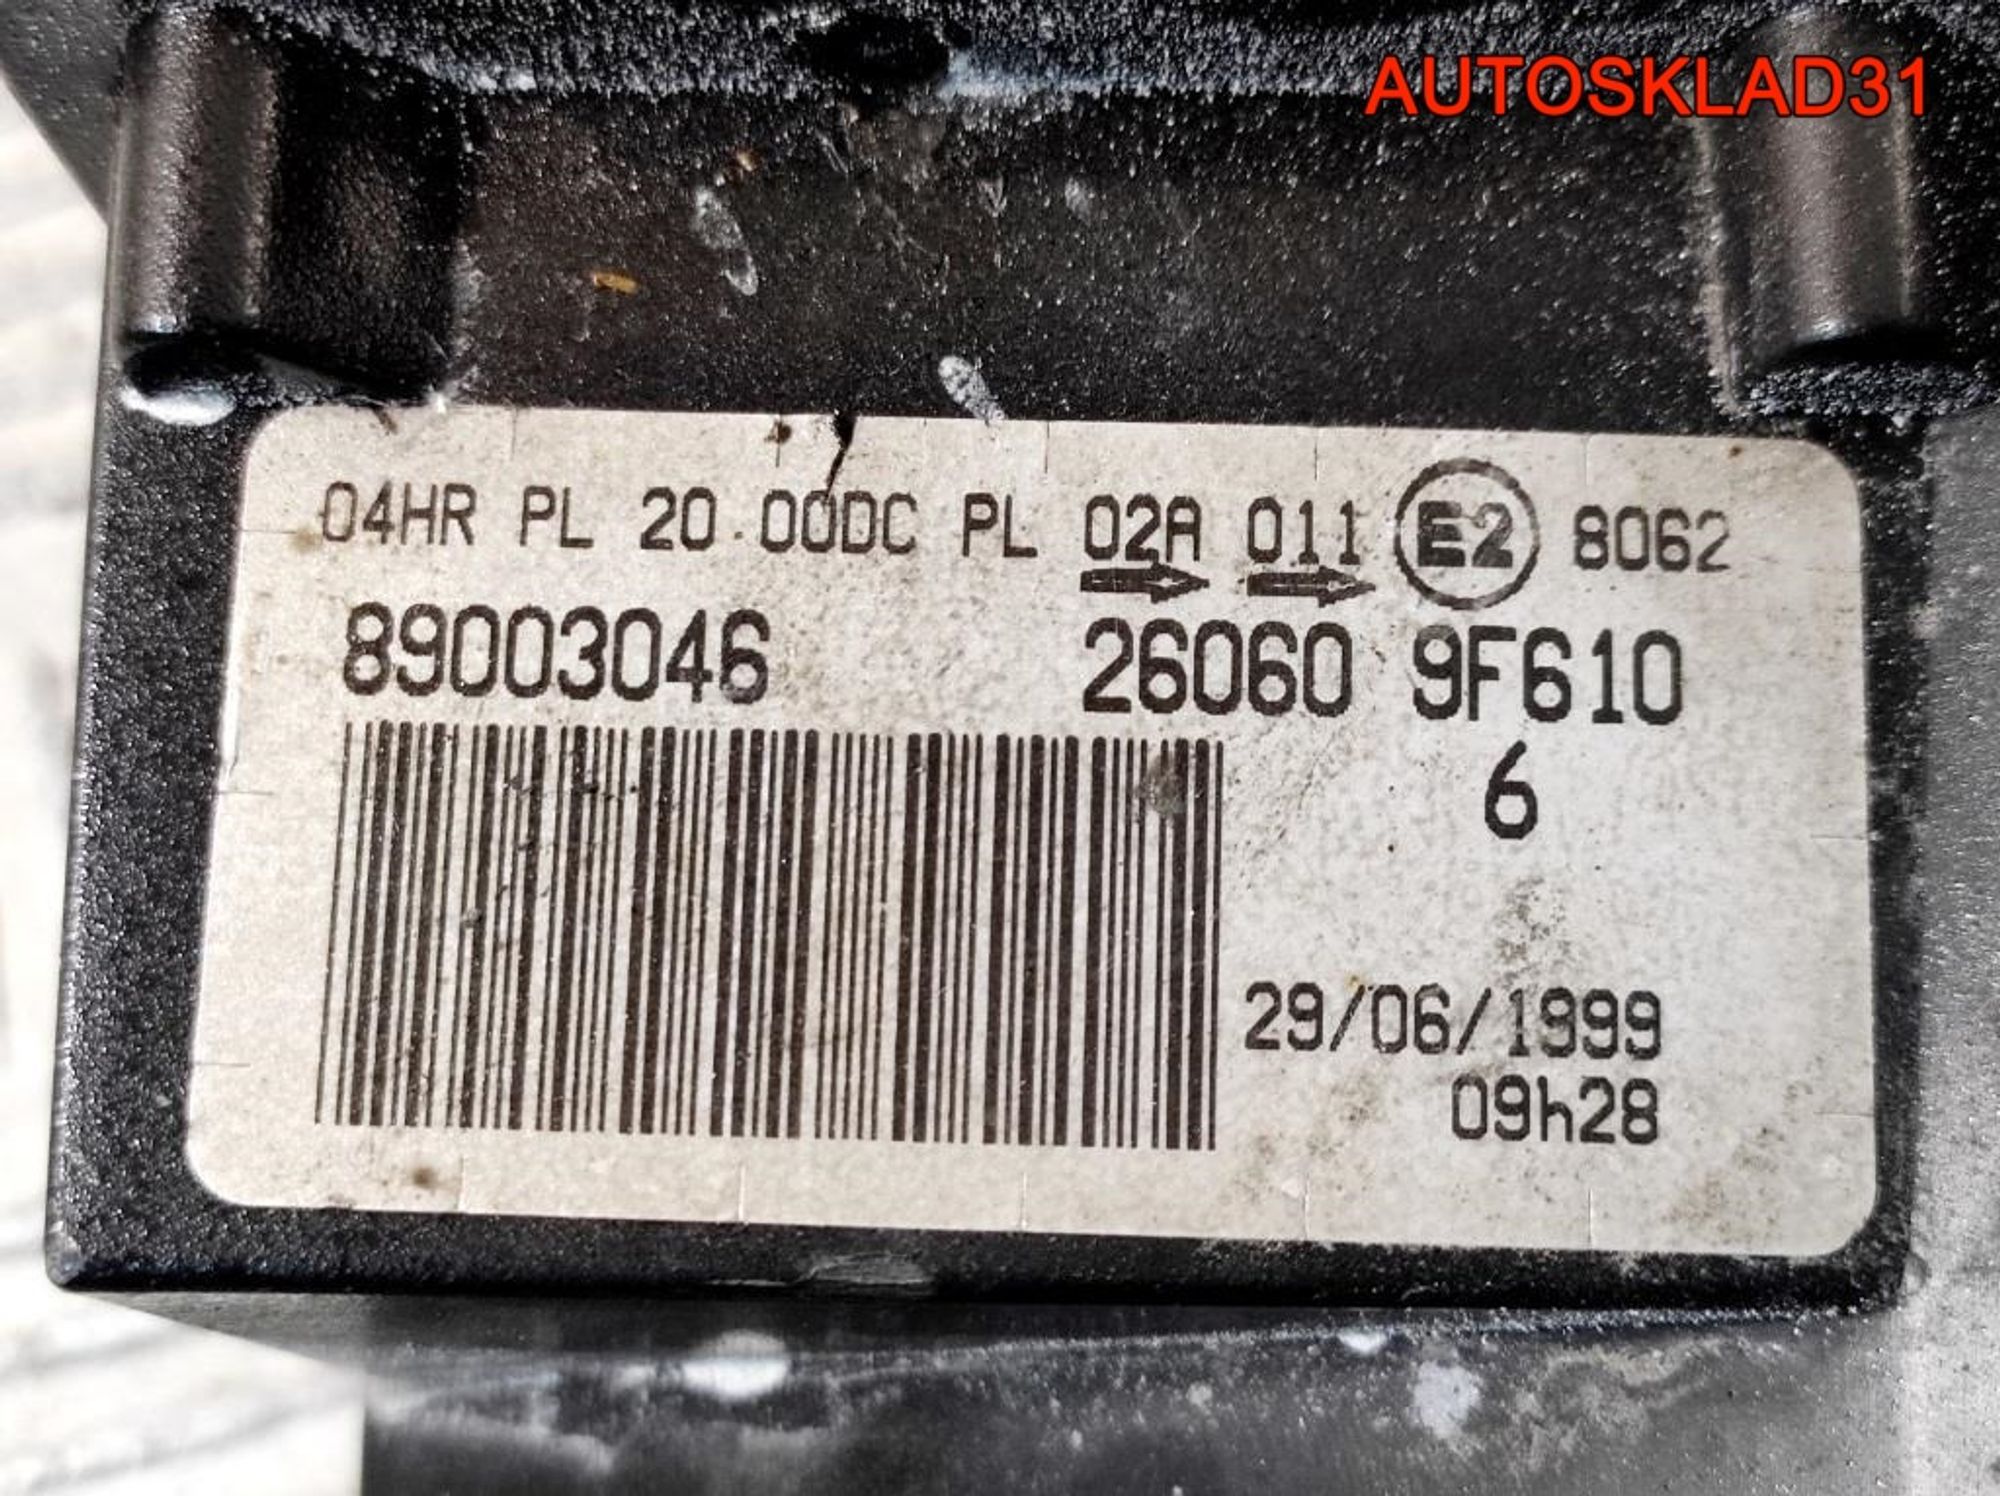 AUTOSKLAD31
04HR PL 20.00DC PL 02A 011 E2 8062
89003046 26060 9F610
6
29/06/1999
09h28